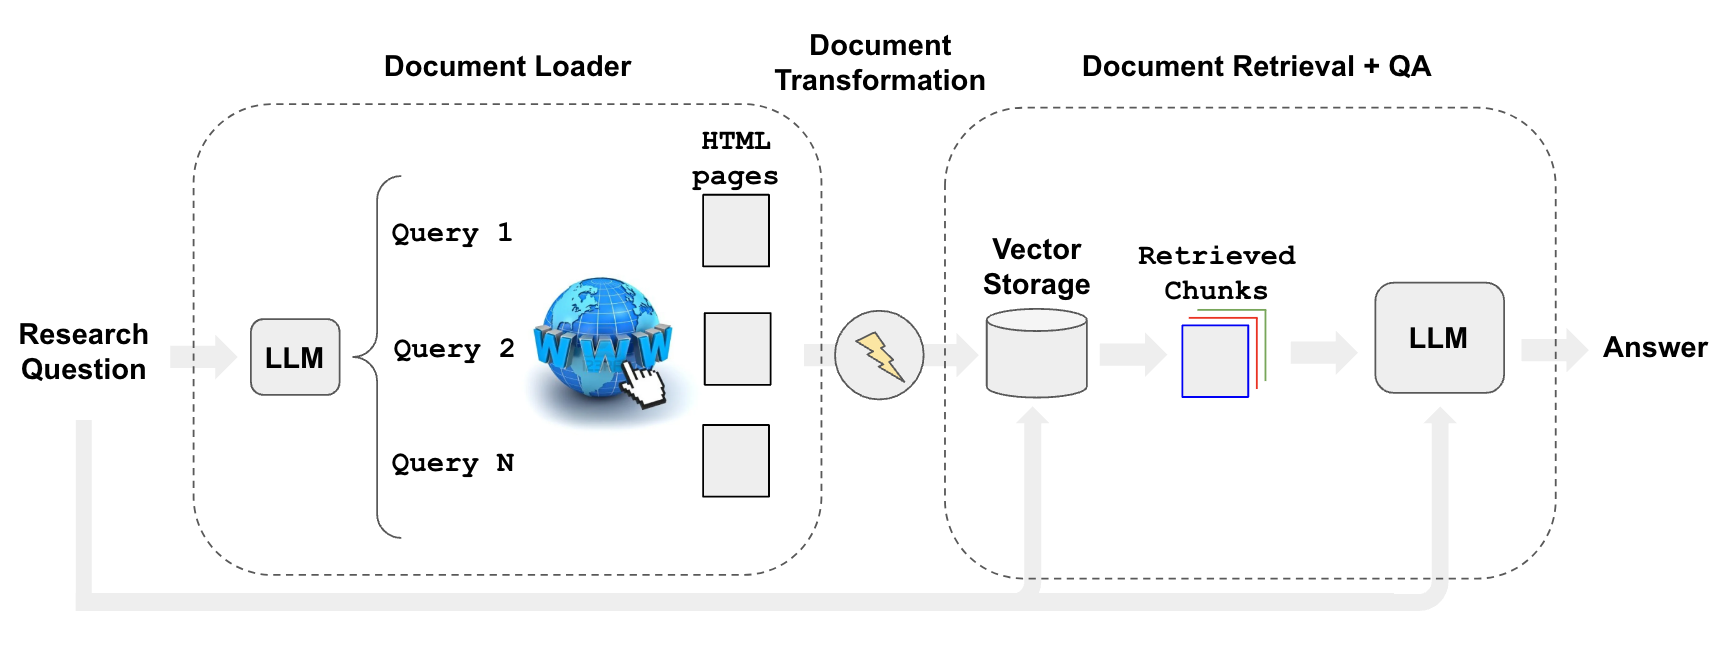 Document Loader
Document
Transformation
Document Retrieval + QA
HTML
pages
Query 1
Query 2
Query N
WWW
Research
Question
LLM
Vector
Storage
Retrieved
Chunks
LLM
Answer